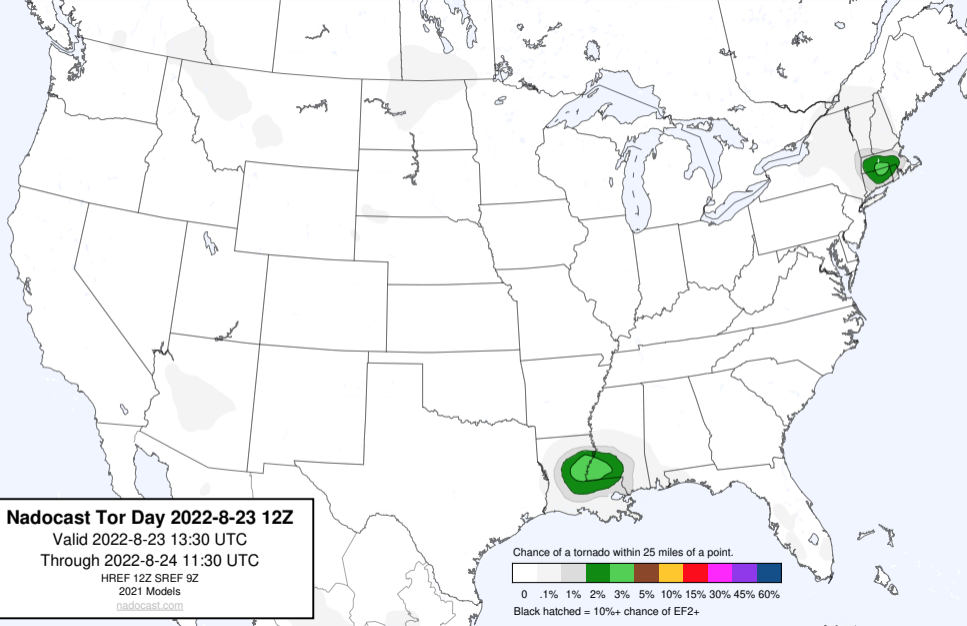 Nadocast Tor Day 2022-8-23 12Z
Valid 2022-8-23 13:30 UTC
Through 2022-8-24 11:30 UTC
HREF 12Z SREF 9Z
2021 Models
nadocast.com
Chance of a tornado within 25 miles of a point.
0 .1% 1% 2% 3% 5% 10% 15% 30% 45% 60%
Black hatched = 10%+ chance of EF2+